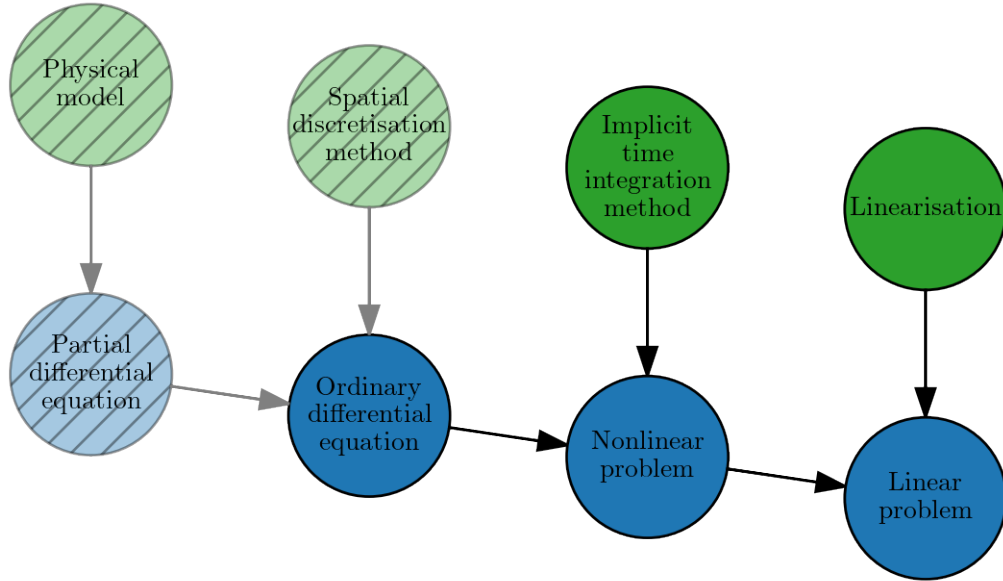 Physical
model
Spatial
discretisation
method
Implicit
time
integration
method
Linearisation
Partial
differential
equation
Ordinary
differential
equation
Nonlinear
problem
Linear
problem